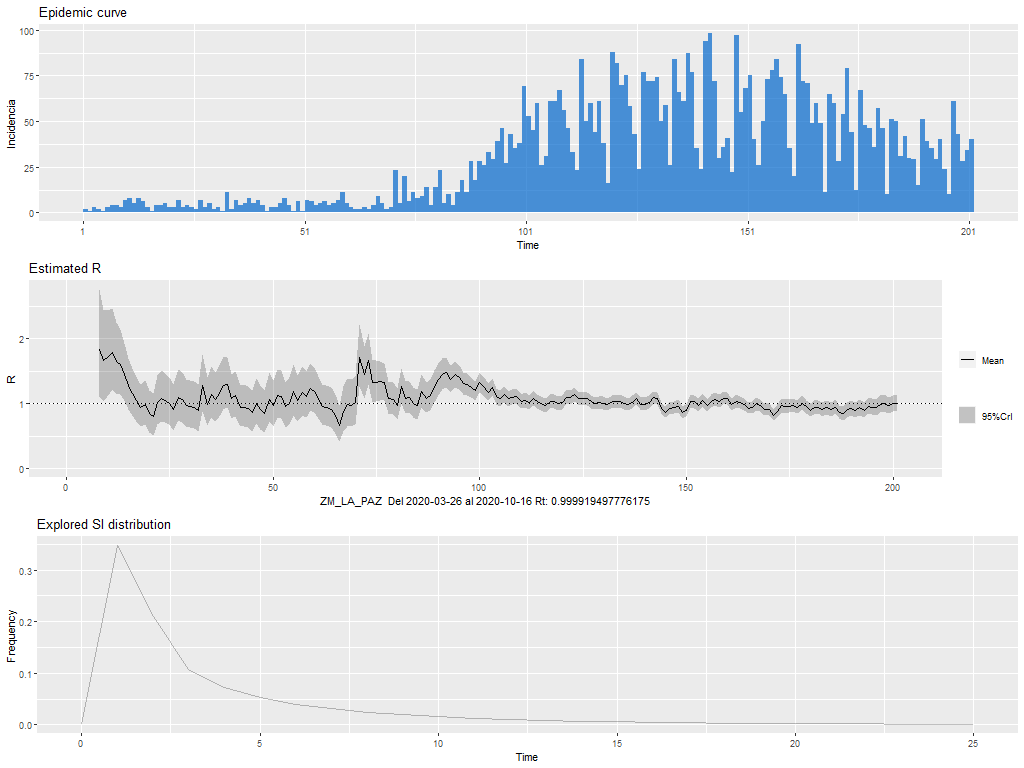 Epidemic curve
100
75
50
25
0
Incidencia
1 51 101 151 201
Time
Estimated R
2
1
0
R
0 50 100 150 200
ZM_LA_PAZ Del 2020-03-26 al 2020-10-16 Rt: 0.999919497776175
Mean
95%CrI
Explored SI distribution
0.3
0.2
0.1
0.0
Frequency
0 5 10 15 20 25
Time